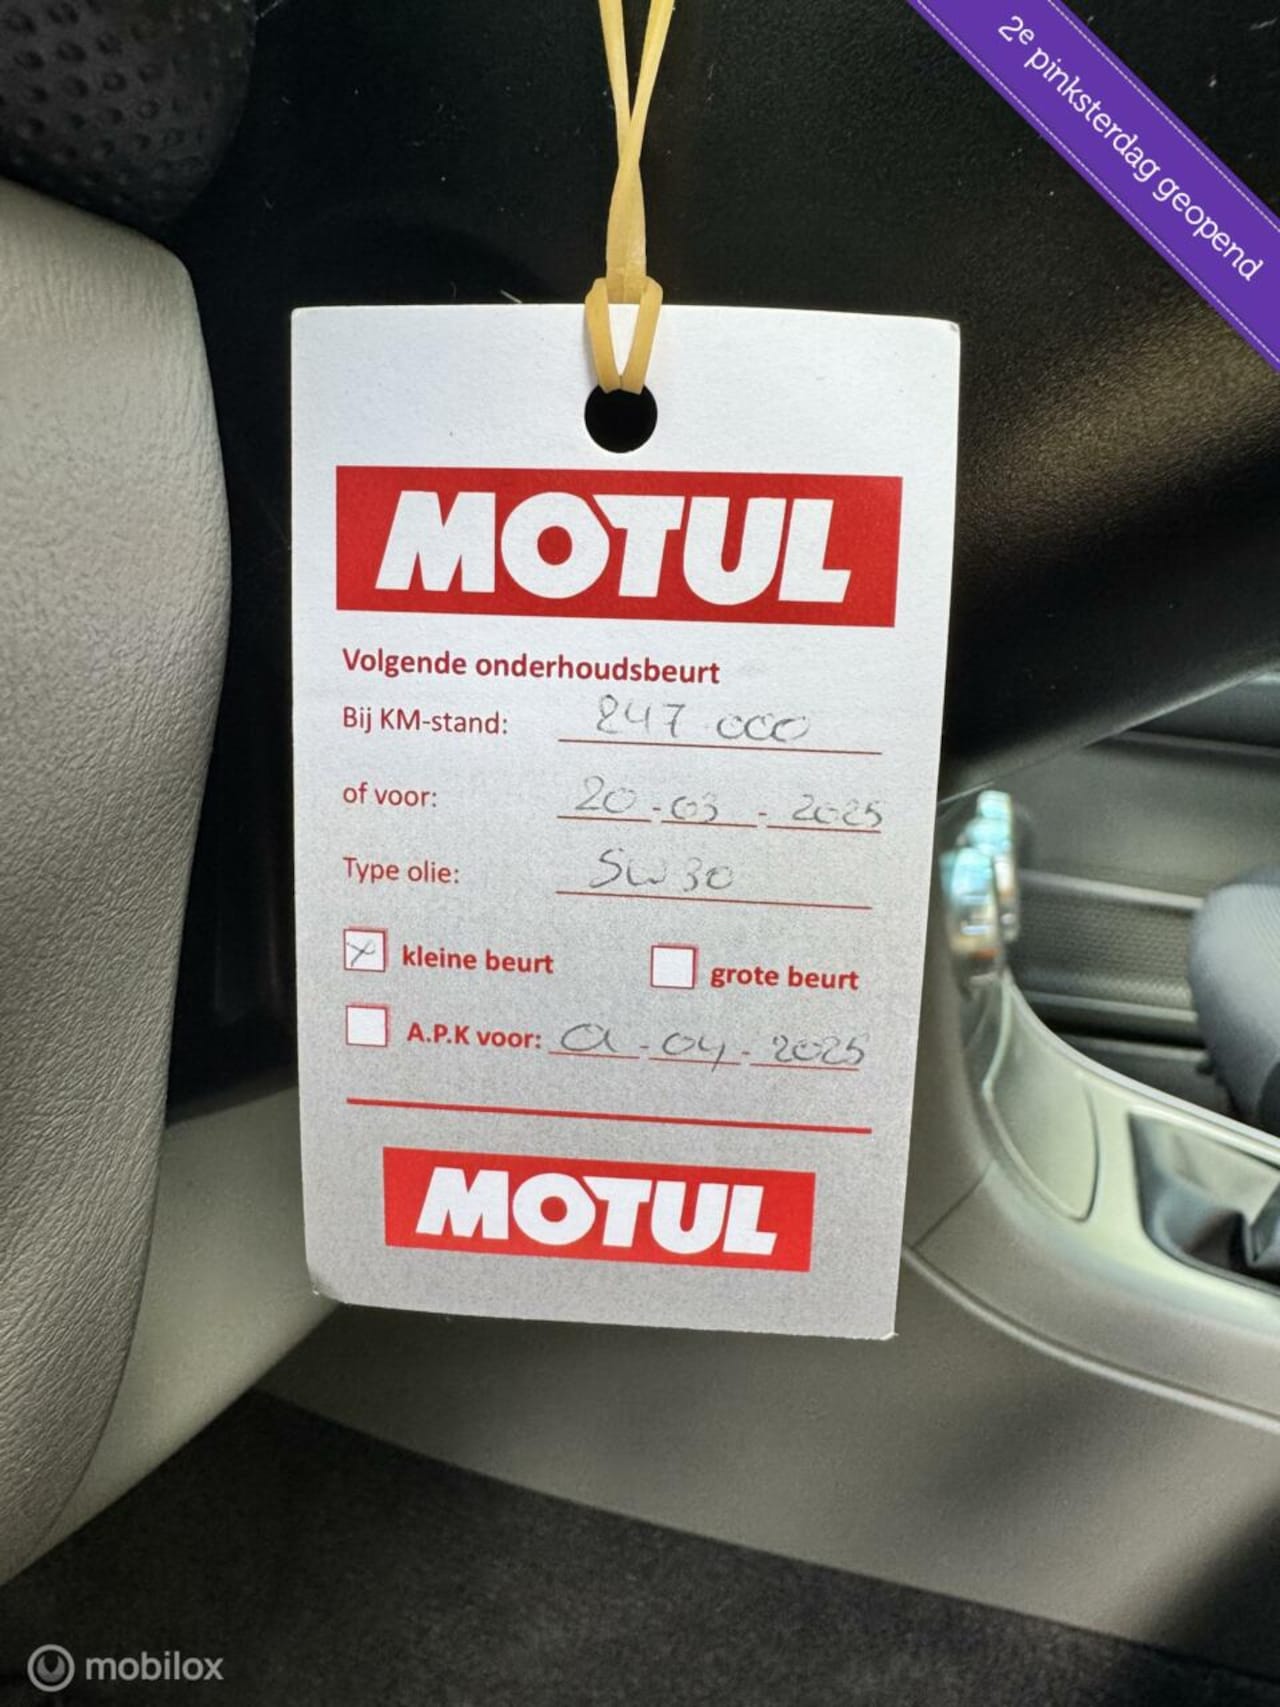 2e pinksterdag geopend
MOTUL
Volgende onderhoudsbeurt
Bij KM-stand: 247.000
of voor: 20-03-2025
Type olie: 5W30
x kleine beurt grote beurt
A.P.K voor: -04-2025
MOTUL
mobilox